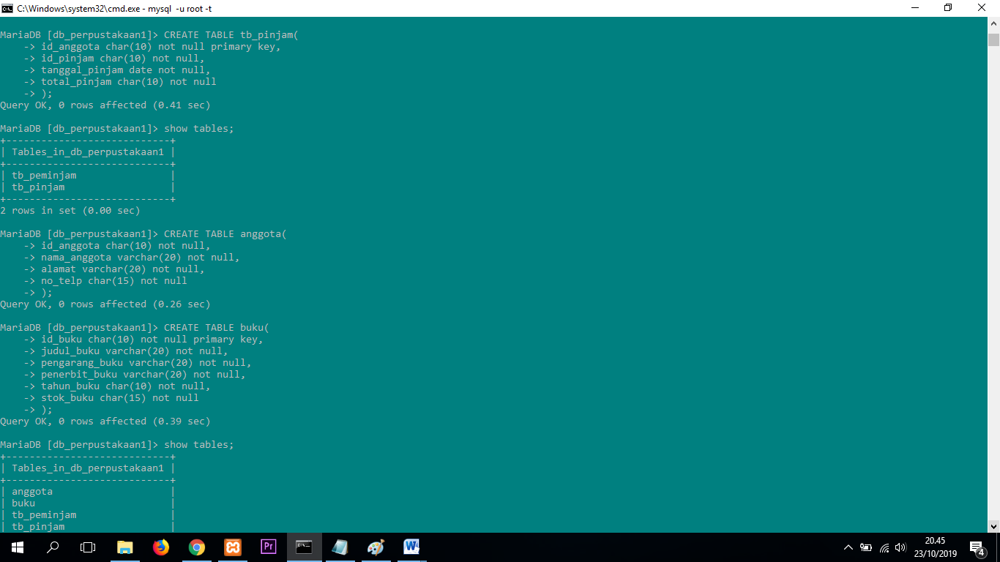 C:\Windows\system32\cmd.exe - mysql  -u root -t
MariaDB [db_perpustakaan1]> CREATE TABLE tb_pinjam(
    -> id_anggota char(10) not null primary key,
    -> id_pinjam char(10) not null,
    -> tanggal_pinjam date not null,
    -> total_pinjam char(10) not null
    -> );
Query OK, 0 rows affected (0.41 sec)
MariaDB [db_perpustakaan1]> show tables;
+----------------------------+
| Tables_in_db_perpustakaan1 |
+----------------------------+
| tb_peminjam                |
| tb_pinjam                  |
+----------------------------+
2 rows in set (0.00 sec)
MariaDB [db_perpustakaan1]> CREATE TABLE anggota(
    -> id_anggota char(10) not null,
    -> nama_anggota varchar(20) not null,
    -> alamat varchar(20) not null,
    -> no_telp char(15) not null
    -> );
Query OK, 0 rows affected (0.26 sec)
MariaDB [db_perpustakaan1]> CREATE TABLE buku(
    -> id_buku char(10) not null primary key,
    -> judul_buku varchar(20) not null,
    -> pengarang_buku varchar(20) not null,
    -> penerbit_buku varchar(20) not null,
    -> tahun_buku char(10) not null,
    -> stok_buku char(15) not null
    -> );
Query OK, 0 rows affected (0.39 sec)
MariaDB [db_perpustakaan1]> show tables;
+----------------------------+
| Tables_in_db_perpustakaan1 |
+----------------------------+
| anggota                    |
| buku                       |
| tb_peminjam                |
| tb_pinjam                  |
Pr
20.45
23/10/2019
4